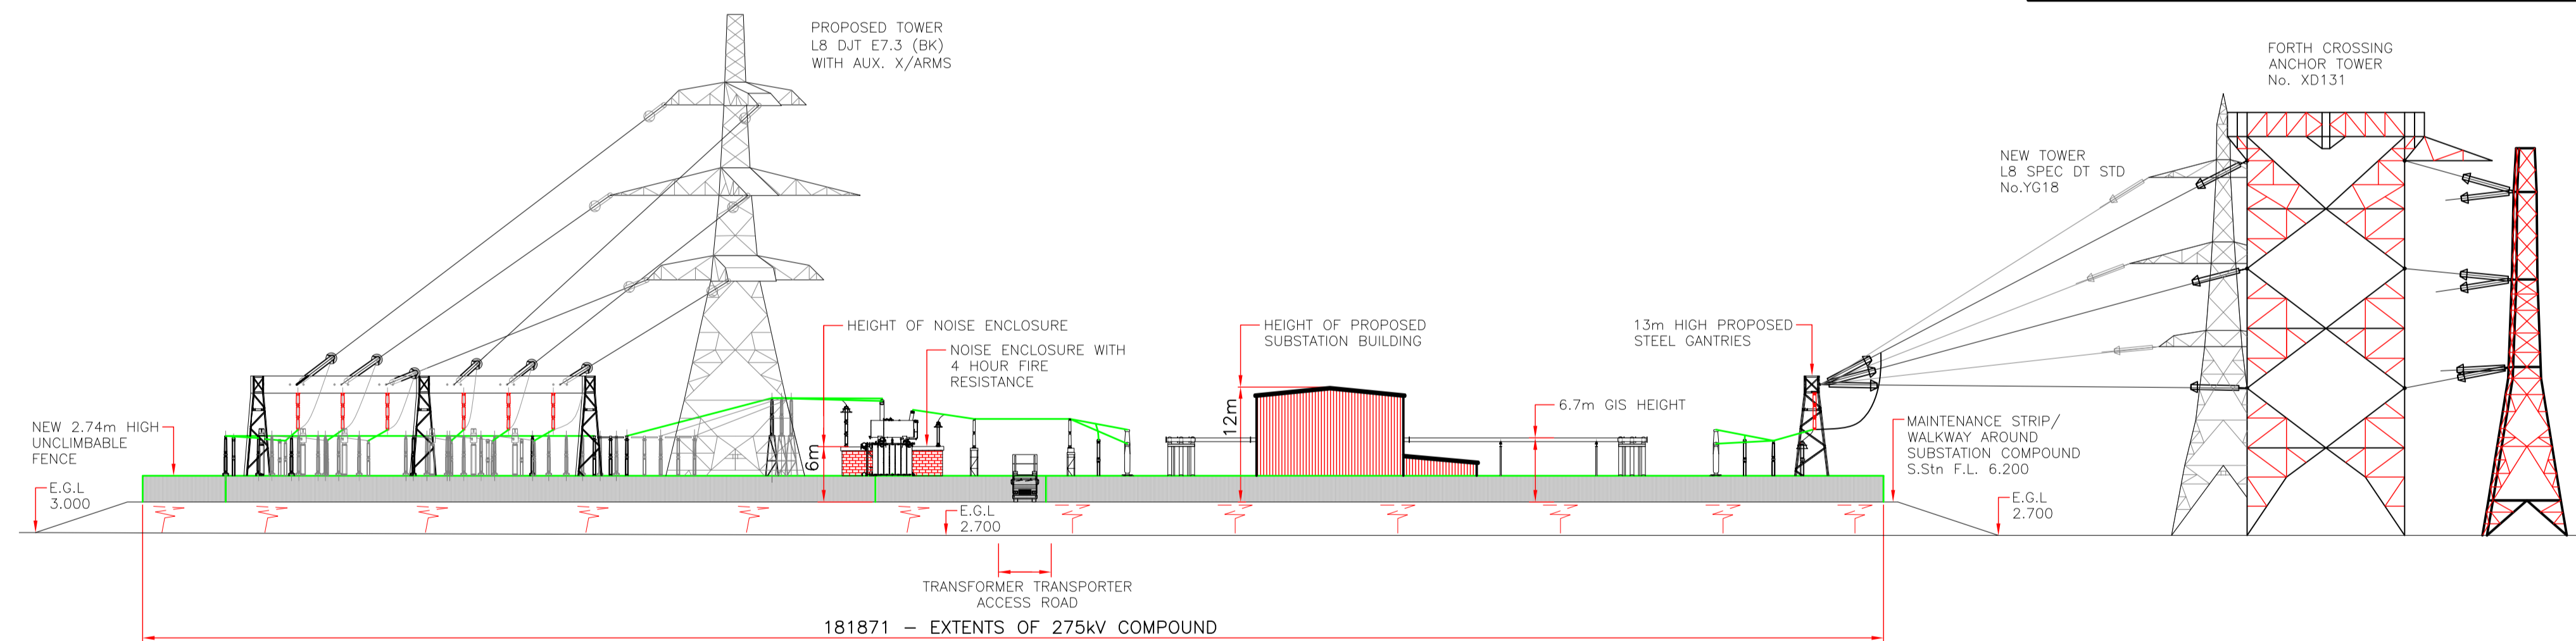 PROPOSED TOWER
L8 DJT E7.3 (BK)
WITH AUX. X/ARMS
FORTH CROSSING
ANCHOR TOWER
No. XD131
NEW TOWER
L8 SPEC DT STD
No.YG18
HEIGHT OF NOISE ENCLOSURE
NOISE ENCLOSURE WITH
4 HOUR FIRE
RESISTANCE
HEIGHT OF PROPOSED
SUBSTATION BUILDING
13m HIGH PROPOSED
STEEL GANTRIES
6.7m GIS HEIGHT
12m
6m
NEW 2.74m HIGH
UNCLIMBABLE
FENCE
MAINTENANCE STRIP/
WALKWAY AROUND
SUBSTATION COMPOUND
S.Stn F.L. 6.200
E.G.L
3.000
E.G.L
2.700
E.G.L
2.700
TRANSFORMER TRANSPORTER
ACCESS ROAD
181871 – EXTENTS OF 275kV COMPOUND